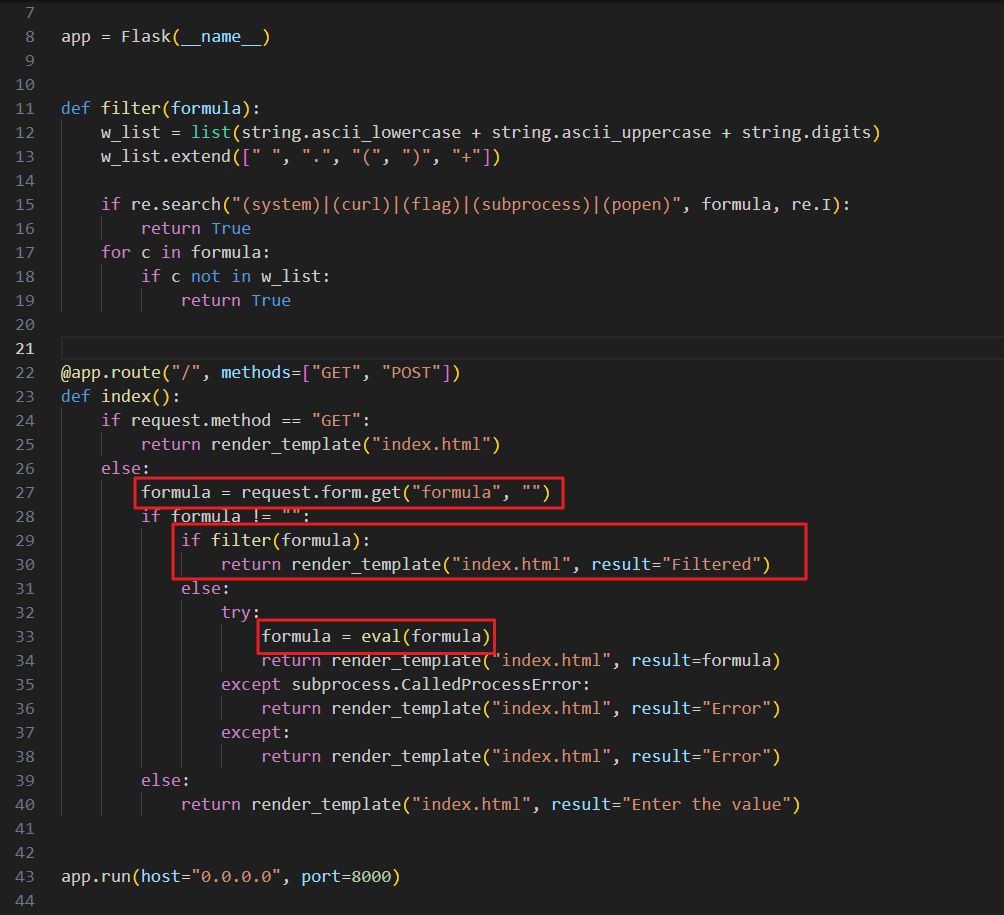 7
8 app = Flask(__name__)
9
10
11 def filter(formula):
12     w_list = list(string.ascii_lowercase + string.ascii_uppercase + string.digits)
13     w_list.extend([" ", ".", "(", ")", "+"])
14
15     if re.search("(system)|(curl)|(flag)|(subprocess)|(popen)", formula, re.I):
16         return True
17     for c in formula:
18         if c not in w_list:
19             return True
20
21
22 @app.route("/", methods=["GET", "POST"])
23 def index():
24     if request.method == "GET":
25         return render_template("index.html")
26     else:
27         formula = request.form.get("formula", "")
28         if formula != "":
29             if filter(formula):
30                 return render_template("index.html", result="Filtered")
31             else:
32                 try:
33                     formula = eval(formula)
34                     return render_template("index.html", result=formula)
35                 except subprocess.CalledProcessError:
36                     return render_template("index.html", result="Error")
37                 except:
38                     return render_template("index.html", result="Error")
39         else:
40             return render_template("index.html", result="Enter the value")
41
42
43 app.run(host="0.0.0.0", port=8000)
44